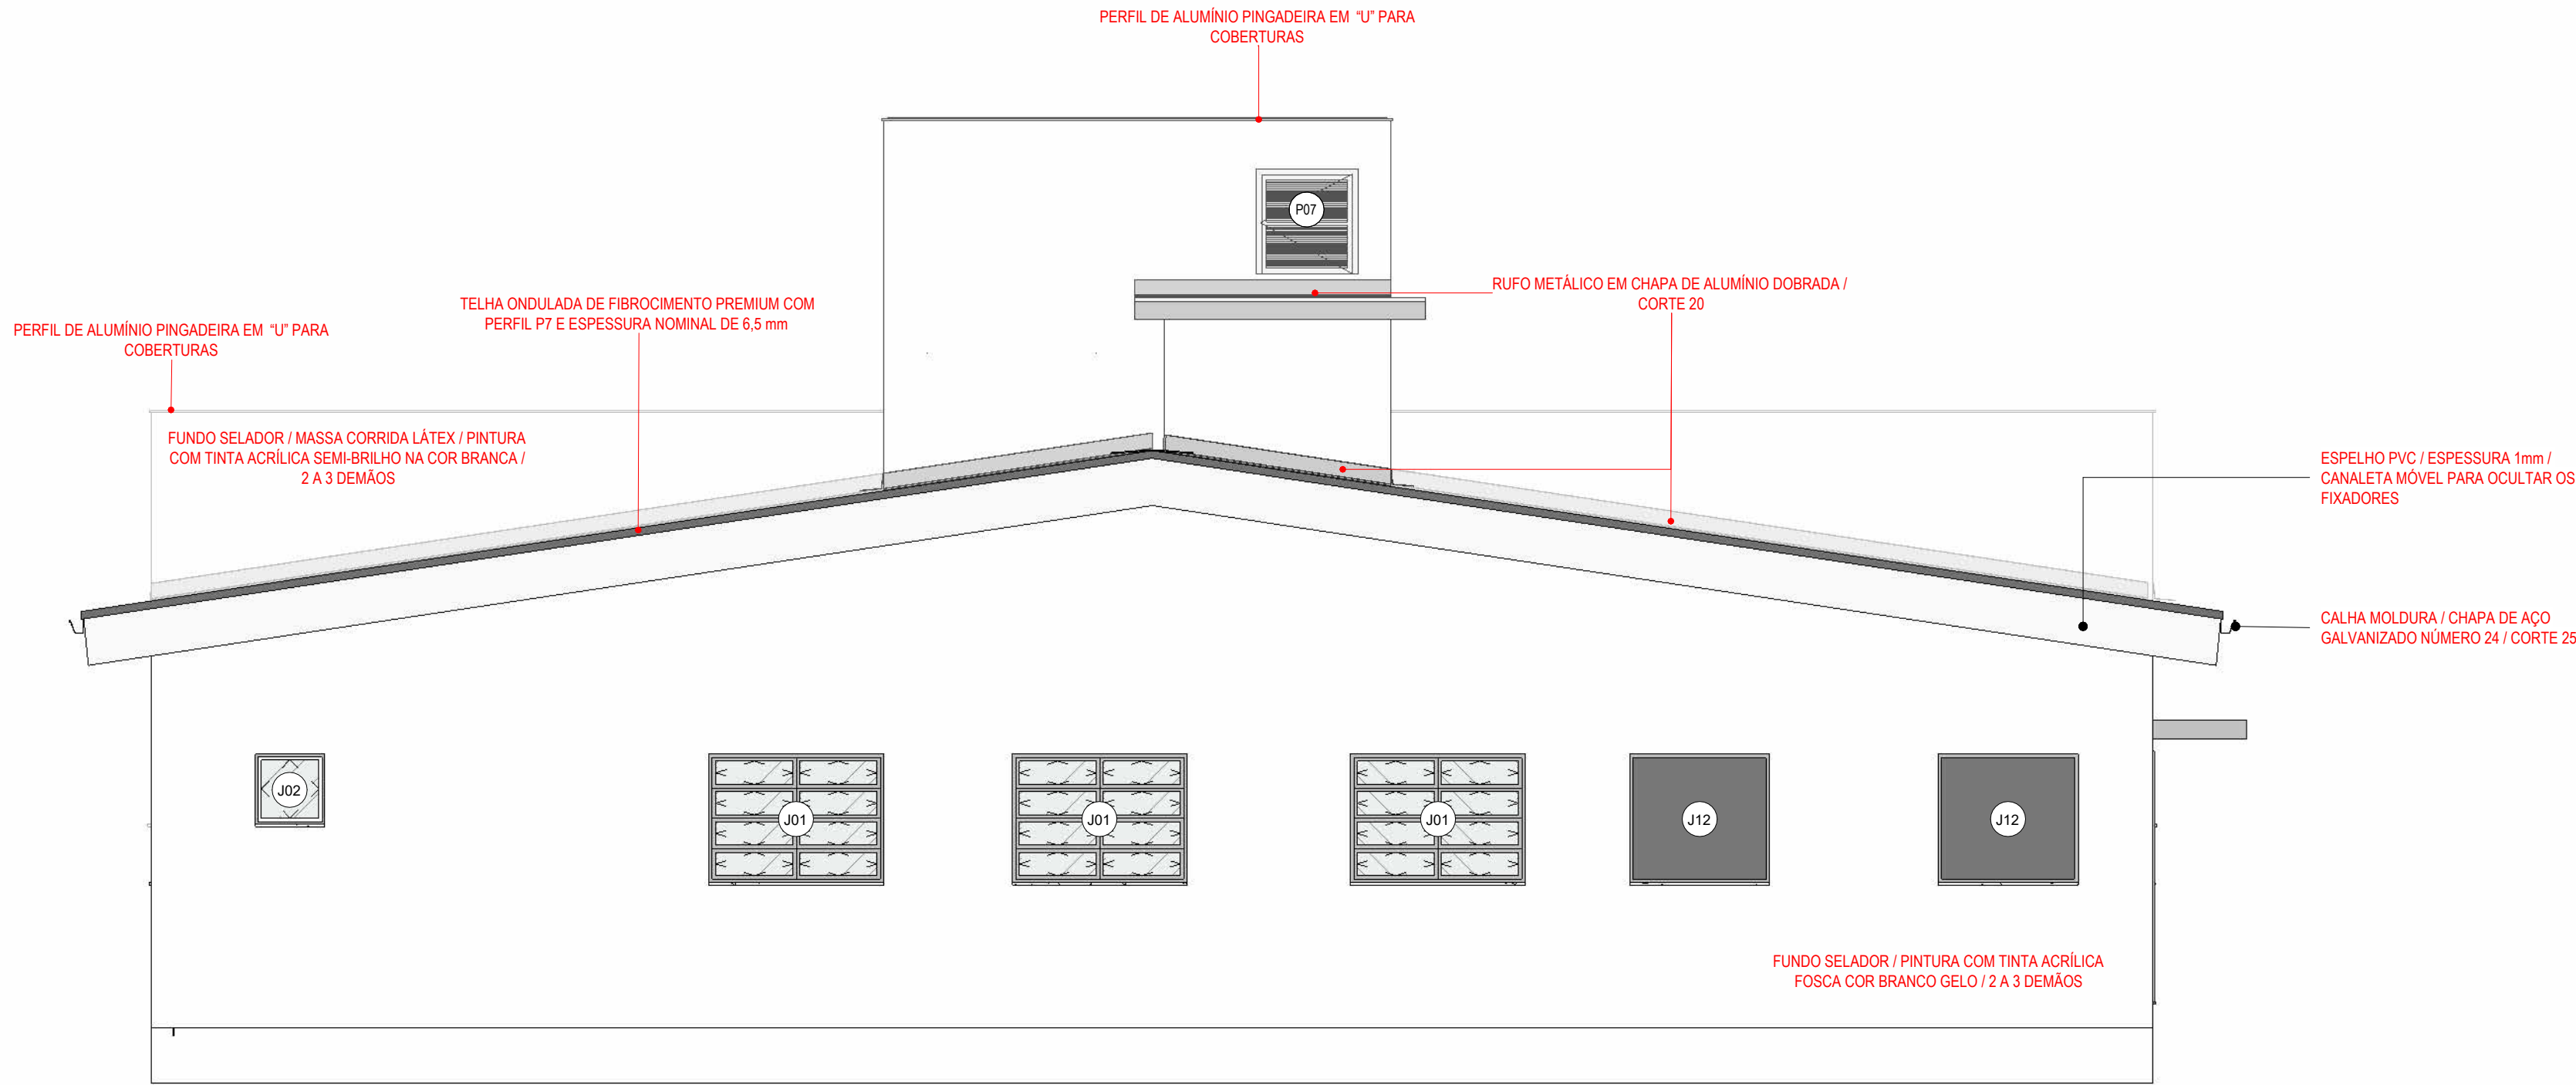 PERFIL DE ALUMÍNIO PINGADEIRA EM “U” PARA
COBERTURAS
P07
RUFO METÁLICO EM CHAPA DE ALUMÍNIO DOBRADA /
CORTE 20
TELHA ONDULADA DE FIBROCIMENTO PREMIUM COM
PERFIL P7 E ESPESSURA NOMINAL DE 6,5 mm
PERFIL DE ALUMÍNIO PINGADEIRA EM “U” PARA
COBERTURAS
FUNDO SELADOR / MASSA CORRIDA LÁTEX / PINTURA
COM TINTA ACRÍLICA SEMI-BRILHO NA COR BRANCA /
2 A 3 DEMÃOS
ESPELHO PVC / ESPESSURA 1mm /
CANALETA MÓVEL PARA OCULTAR OS
FIXADORES
CALHA MOLDURA / CHAPA DE AÇO
GALVANIZADO NÚMERO 24 / CORTE 25
J02
J01
J01
J01
J12
J12
FUNDO SELADOR / PINTURA COM TINTA ACRÍLICA
FOSCA COR BRANCO GELO / 2 A 3 DEMÃOS